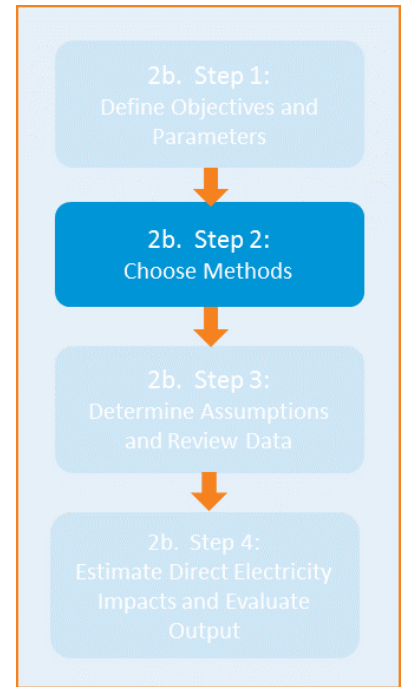 2b. Step 1:
Define Objectives and
Parameters
2b. Step 2:
Choose Methods
2b. Step 3:
Determine Assumptions
and Review Data
2b. Step 4:
Estimate Direct Electricity
Impacts and Evaluate
Output